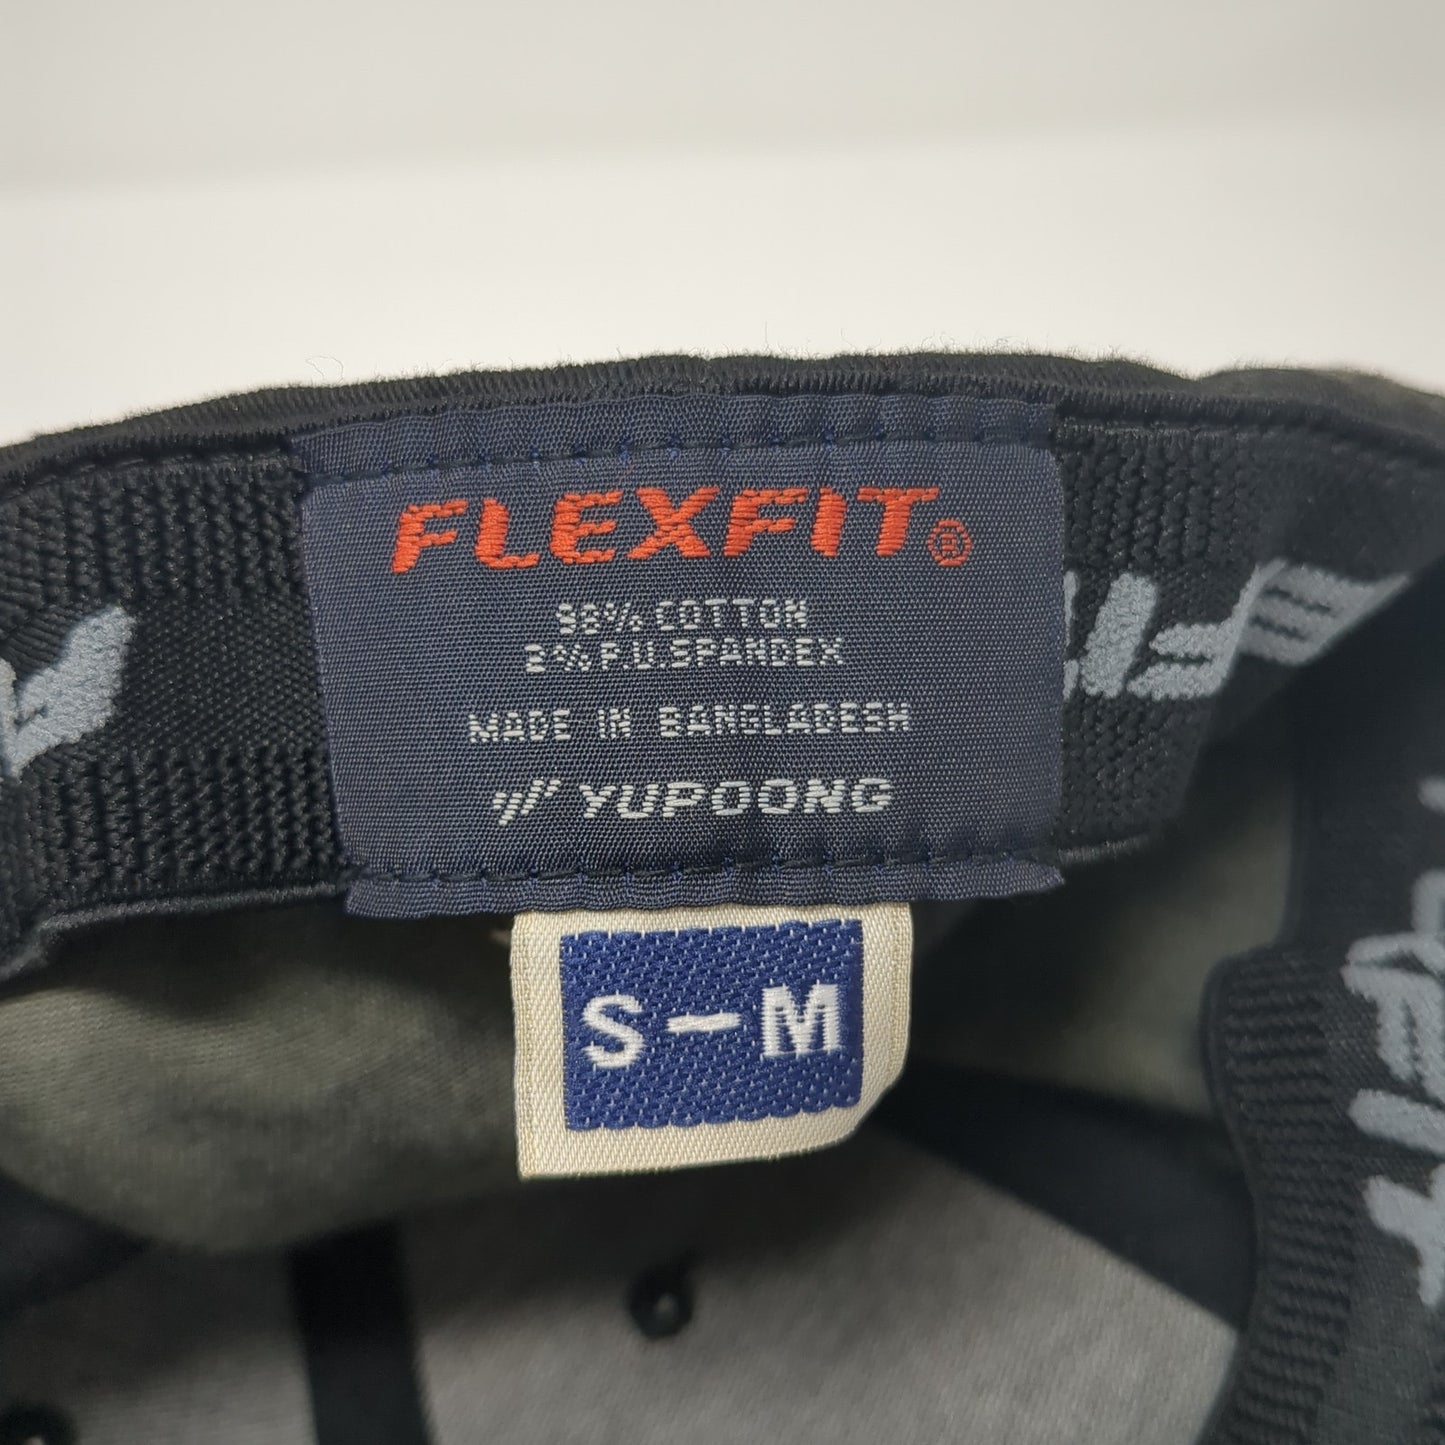 FLEXFIT®
98% COTTON
2% P.U.SPANDEX
MADE IN BANGLADESH
YUPOONG
S-M